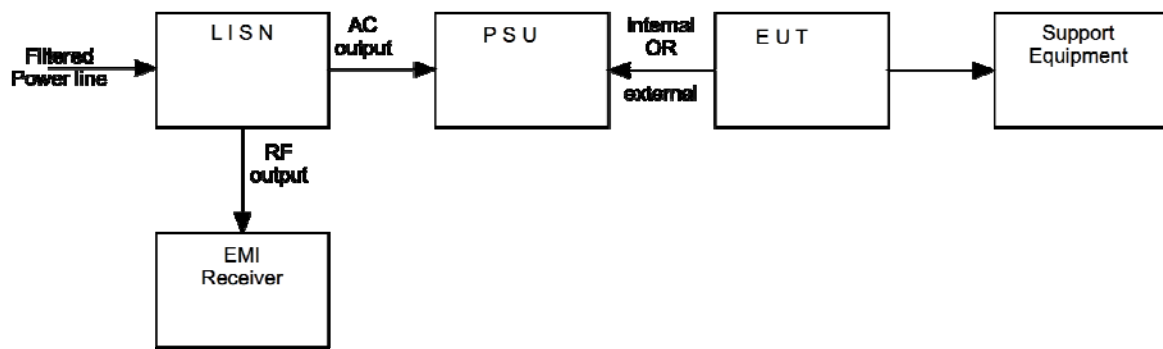 Filtered
Power line
L I S N
AC
output
P S U
Internal
OR
external
E U T
Support
Equipment
RF
output
EMI
Receiver